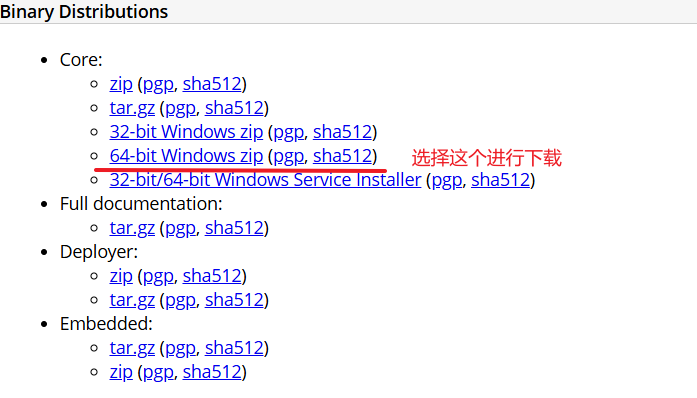 Binary Distributions
Core:
zip (pgp, sha512)
tar.gz (pgp, sha512)
32-bit Windows zip (pgp, sha512)
64-bit Windows zip (pgp, sha512) 选择这个进行下载
32-bit/64-bit Windows Service Installer (pgp, sha512)
Full documentation:
tar.gz (pgp, sha512)
Deployer:
zip (pgp, sha512)
tar.gz (pgp, sha512)
Embedded:
tar.gz (pgp, sha512)
zip (pgp, sha512)